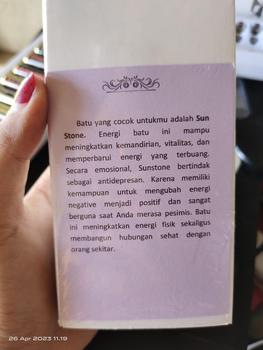 Batu yang cocok untukmu adalah Sun
Stone. Energi batu ini mampu
meningkatkan kemandirian, vitalitas, dan
memperbarui energi yang terbuang.
Secara emosional, Sunstone bertindak
sebagai antidepresan. Karena memiliki
kemampuan untuk mengubah energi
negative menjadi positif dan sangat
berguna saat Anda merasa pesimis. Batu
ini meningkatkan energi fisik sekaligus
membangun hubungan sehat dengan
orang sekitar.
26 Apr 2023 11.19